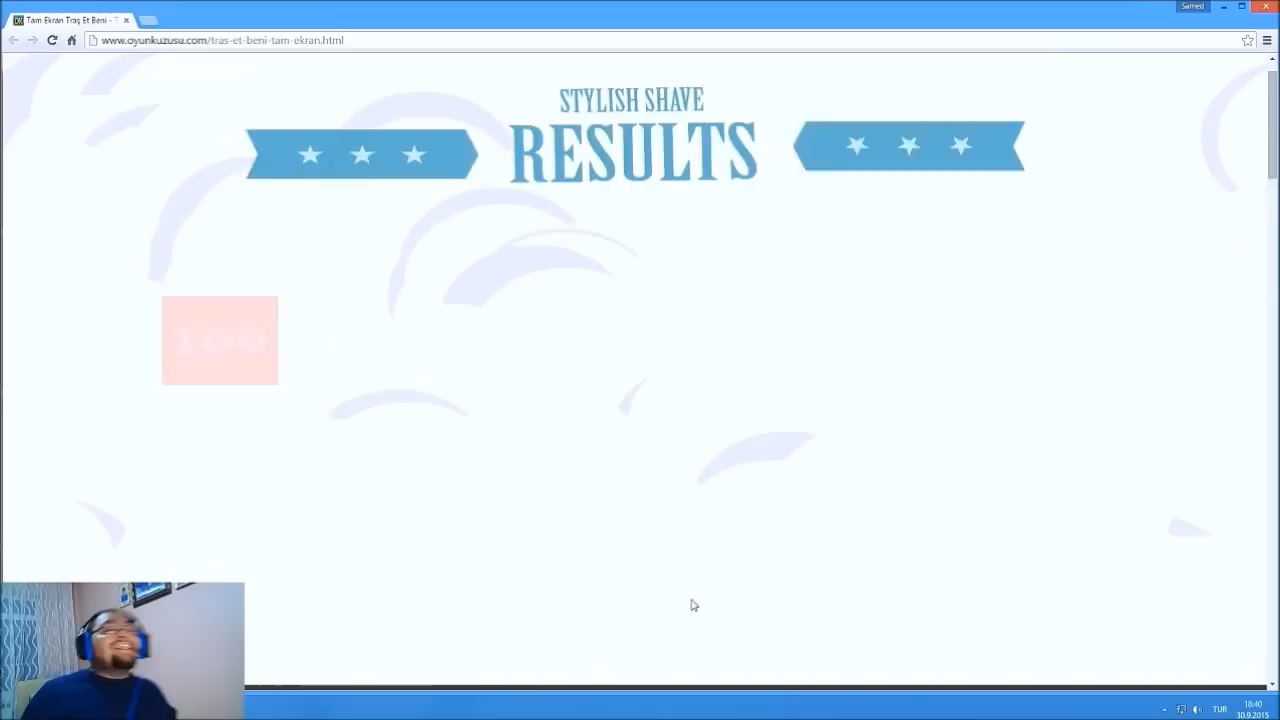 Samed
Tam Ekran Traş Et Beni - T
www.oyunkuzusu.com/tras-et-beni-tam-ekran.html
STYLISH SHAVE
RESULTS
100
TUR
18:40
30.9.2015